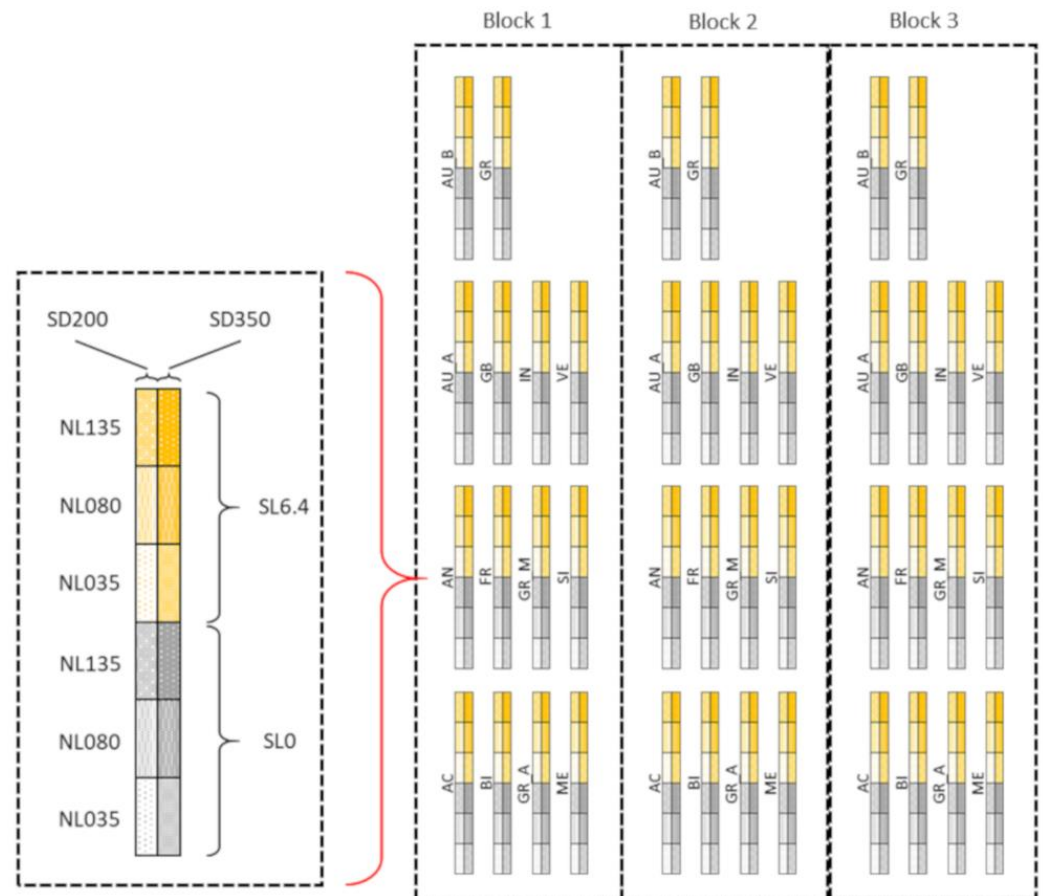 Block 1 Block 2 Block 3
AU_B GR AU_B GR AU_B GR
AU_A GB IN VE AU_A GB IN VE AU_A GB IN VE
AN FR GR_M SI AN FR GR_M SI AN FR GR_M SI
AC BI GR_A ME AC BI GR_A ME AC BI GR_A ME
SD200 SD350
NL135
NL080 SL6.4
NL035
NL135
NL080 SL0
NL035